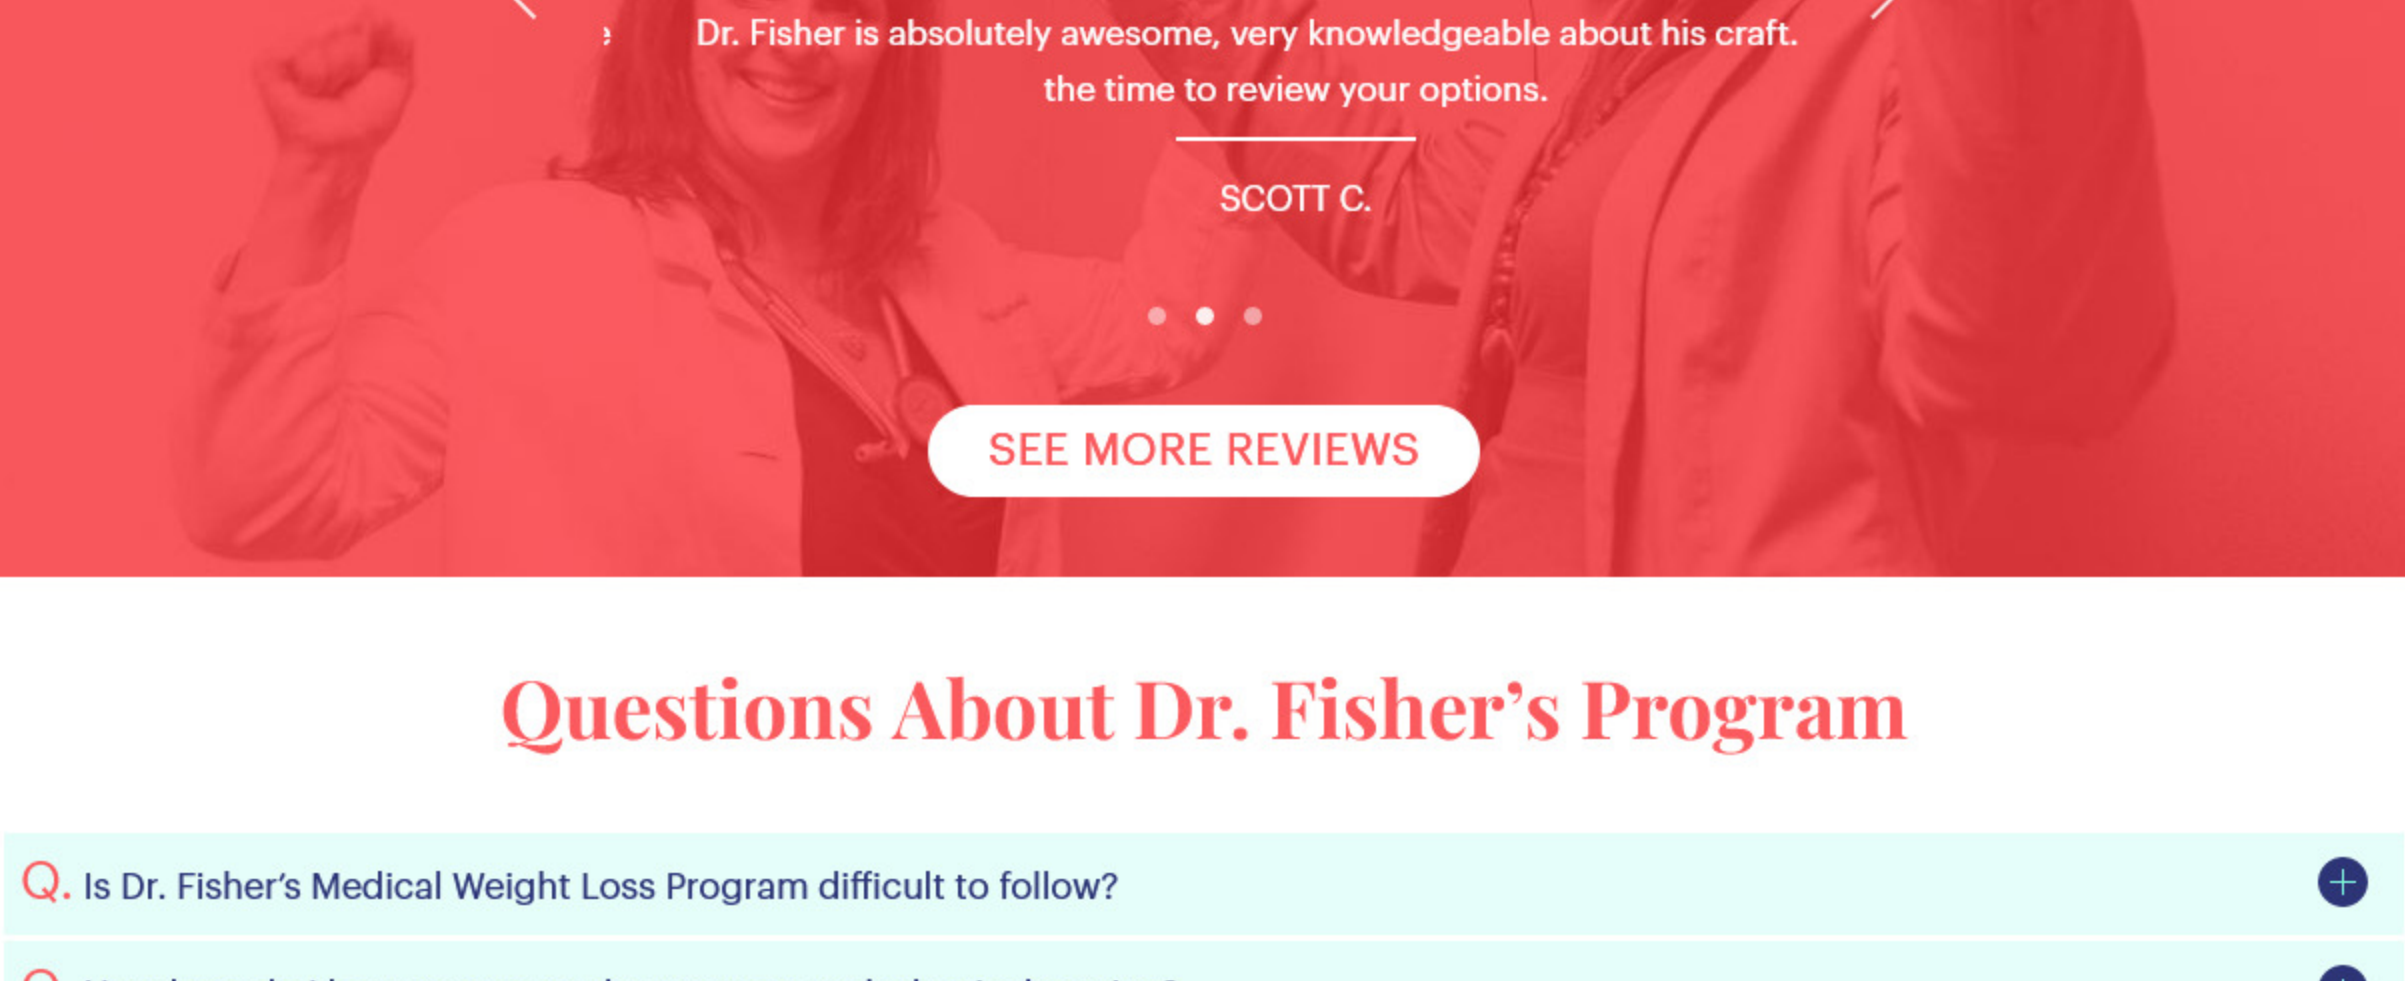 Dr. Fisher is absolutely awesome, very knowledgeable about his craft.
the time to review your options.
SCOTT C.
SEE MORE REVIEWS
Questions About Dr. Fisher’s Program
Q. Is Dr. Fisher’s Medical Weight Loss Program difficult to follow?